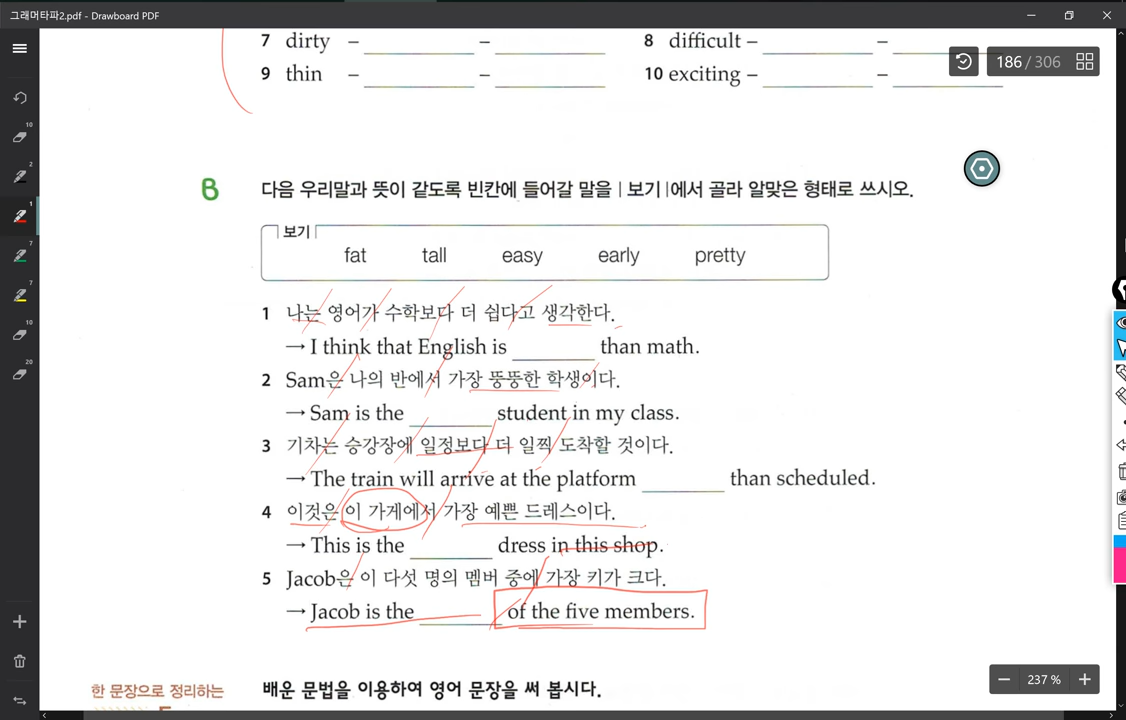 그래머타파2.pdf - Drawboard PDF
7 dirty – –
8 difficult – –
9 thin – –
10 exciting – –
186 / 306
10
2
1
7
7
10
20
B 다음 우리말과 뜻이 같도록 빈칸에 들어갈 말을 |보기|에서 골라 알맞은 형태로 쓰시오.
보기
fat tall easy early pretty
1 나는 영어가 수학보다 더 쉽다고 생각한다.
→ I think that English is than math.
2 Sam은 나의 반에서 가장 뚱뚱한 학생이다.
→ Sam is the student in my class.
3 기차는 승강장에 일정보다 더 일찍 도착할 것이다.
→ The train will arrive at the platform than scheduled.
4 이것은 이 가게에서 가장 예쁜 드레스이다.
→ This is the dress in this shop.
5 Jacob은 이 다섯 명의 멤버 중에 가장 키가 크다.
→ Jacob is the of the five members.
237 %
한 문장으로 정리하는
배운 문법을 이용하여 영어 문장을 써 봅시다.